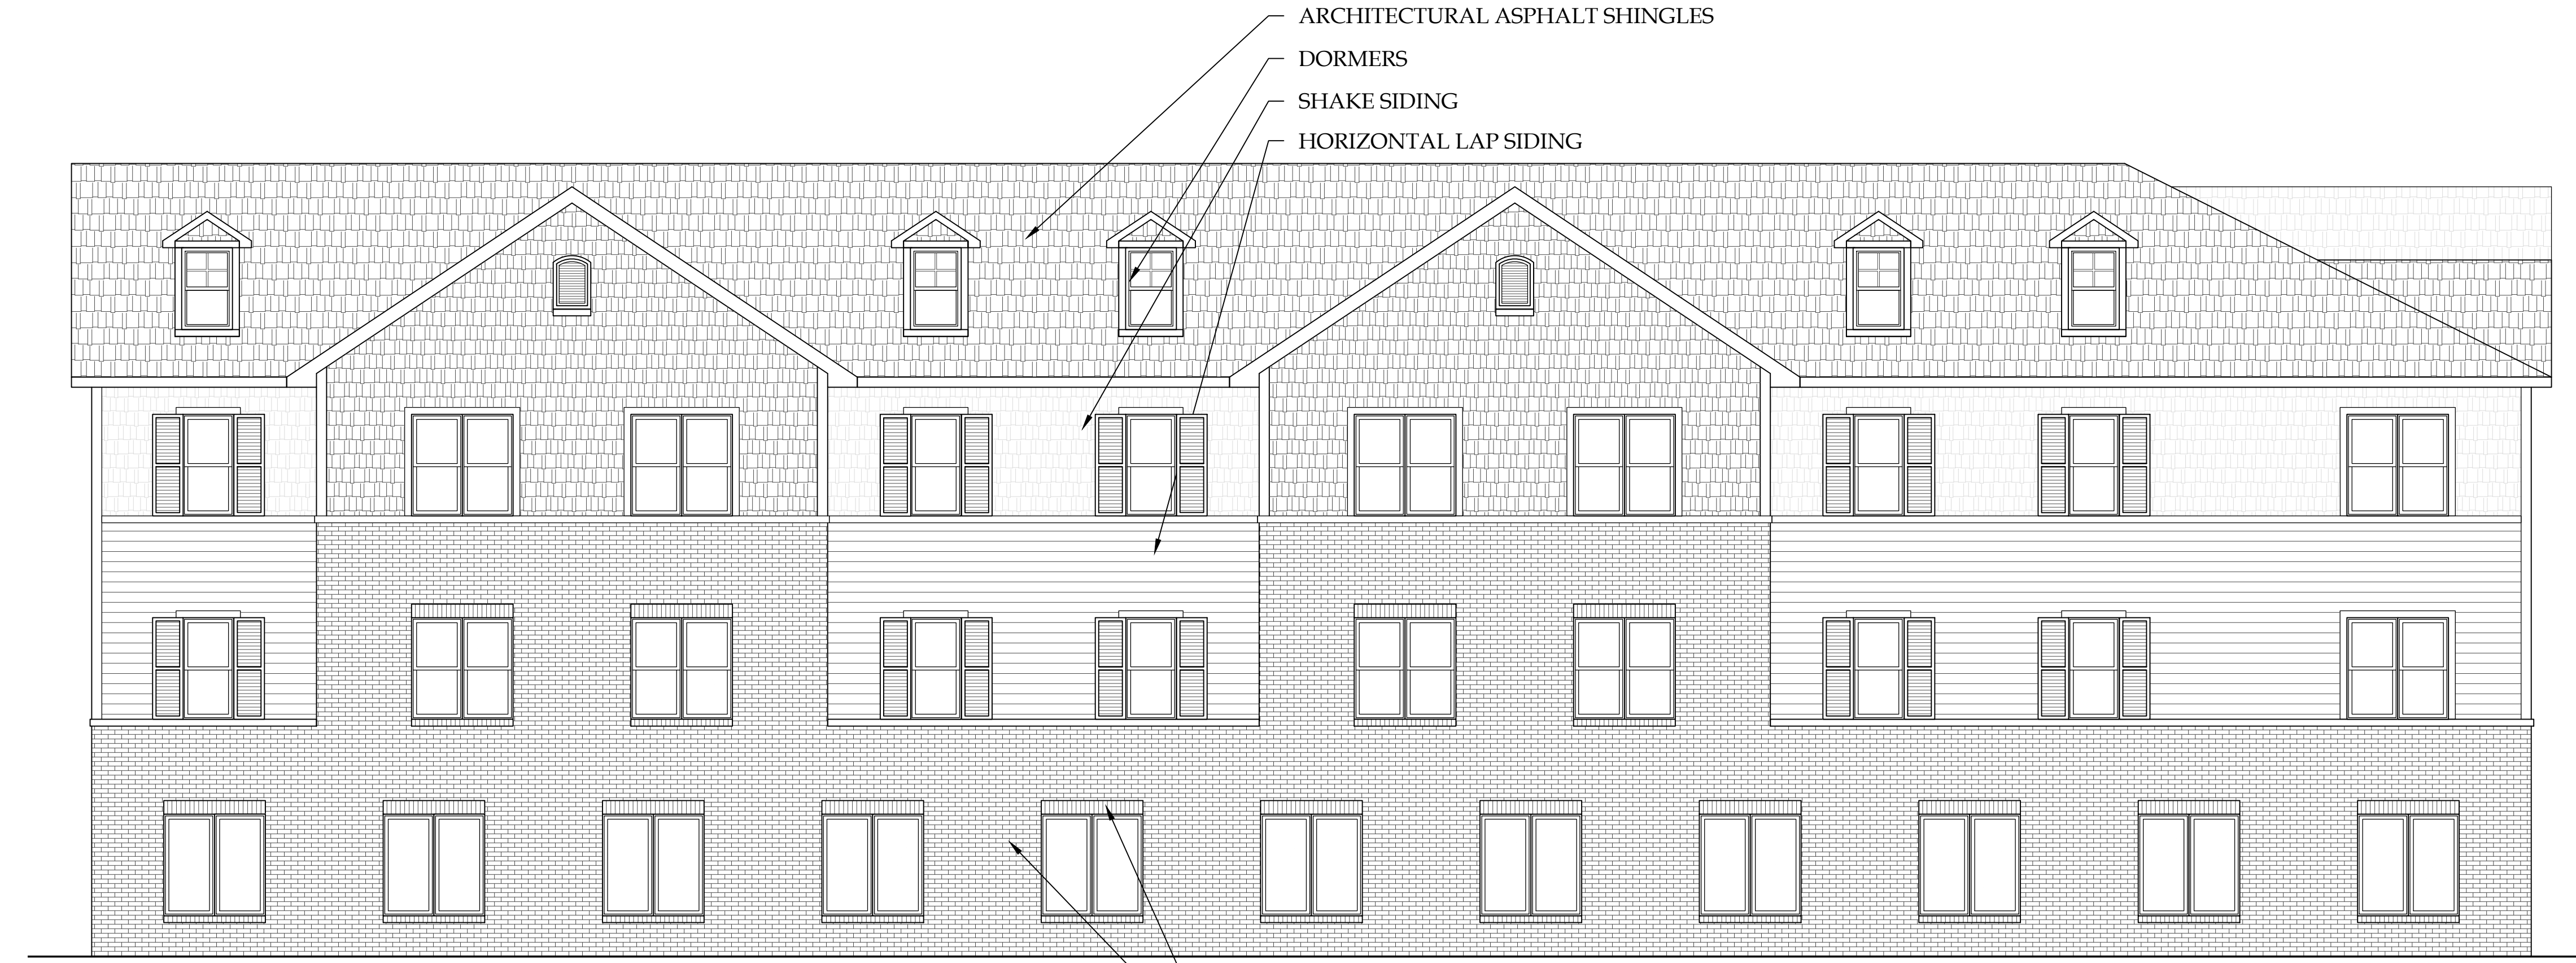 ARCHITECTURAL ASPHALT SHINGLES
DORMERS
SHAKE SIDING
HORIZONTAL LAP SIDING